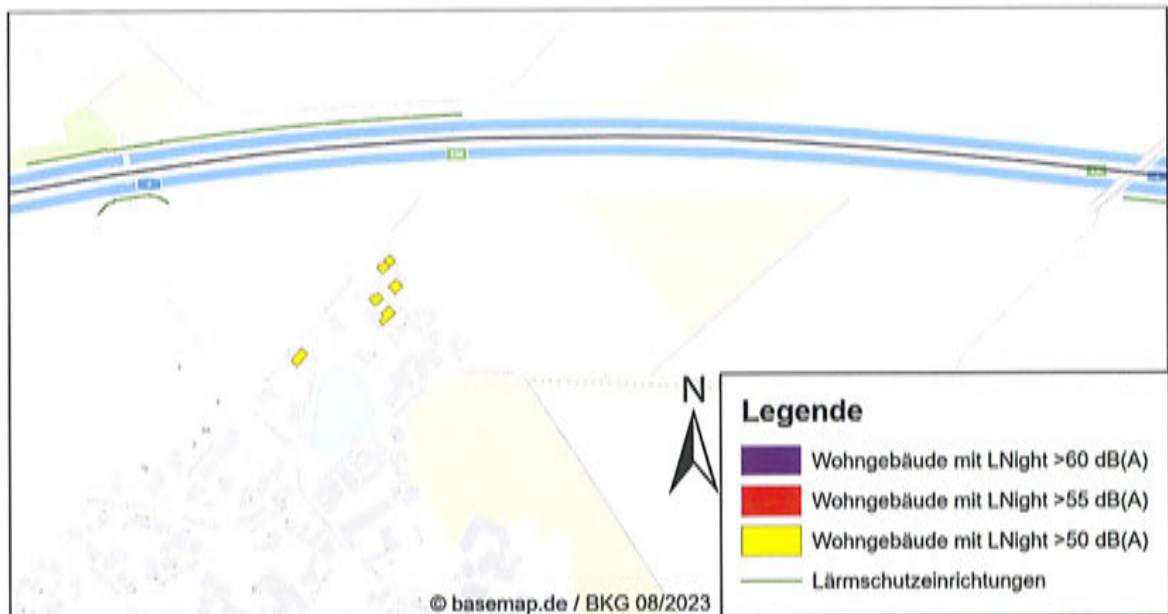 N
Legende
Wohngebäude mit LNight >60 dB(A)
Wohngebäude mit LNight >55 dB(A)
Wohngebäude mit LNight >50 dB(A)
Lärmschutzeinrichtungen
© basemap.de / BKG 08/2023